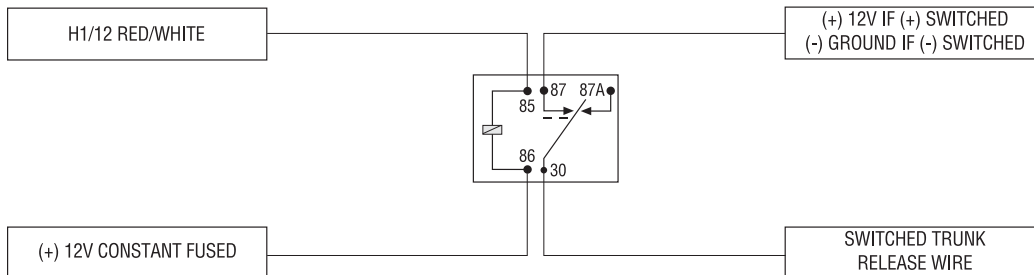 H1/12 RED/WHITE
(+) 12V IF (+) SWITCHED
(-) GROUND IF (-) SWITCHED
87 87A
85
86
30
(+) 12V CONSTANT FUSED
SWITCHED TRUNK
RELEASE WIRE